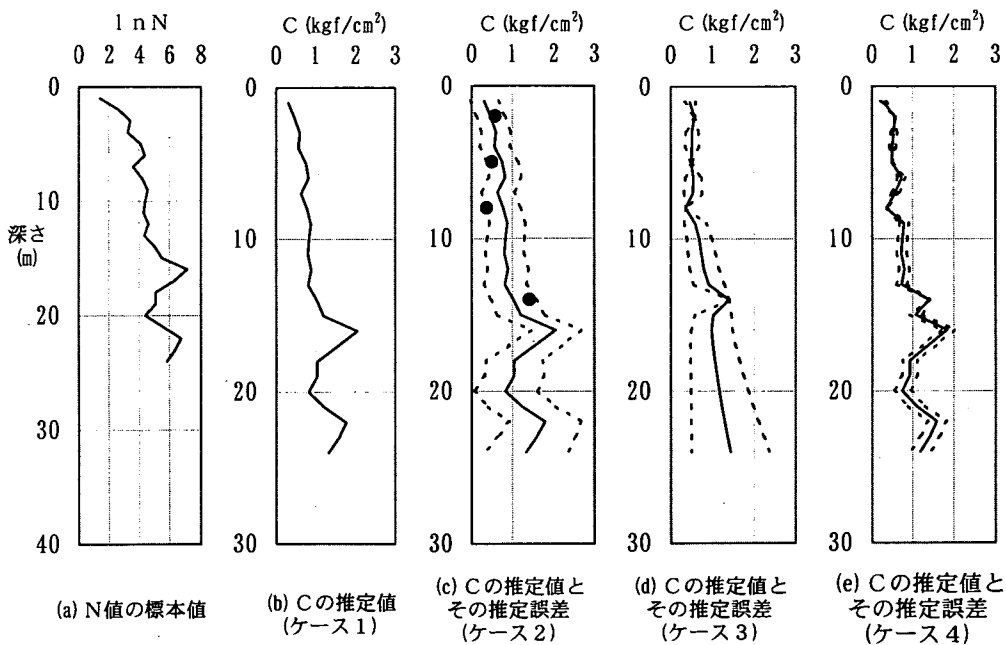 lnN
0 2 4 6 8
0
10
20
30
40
深さ
(m)
(a) N値の標本値
C (kgf/cm²)
0 1 2 3
0
10
20
30
(b) Cの推定値
(ケース1)
C (kgf/cm²)
0 1 2 3
0
10
20
30
(c) Cの推定値と
その推定誤差
(ケース2)
C (kgf/cm²)
0 1 2 3
0
10
20
30
(d) Cの推定値と
その推定誤差
(ケース3)
C (kgf/cm²)
0 1 2 3
0
10
20
30
(e) Cの推定値と
その推定誤差
(ケース4)